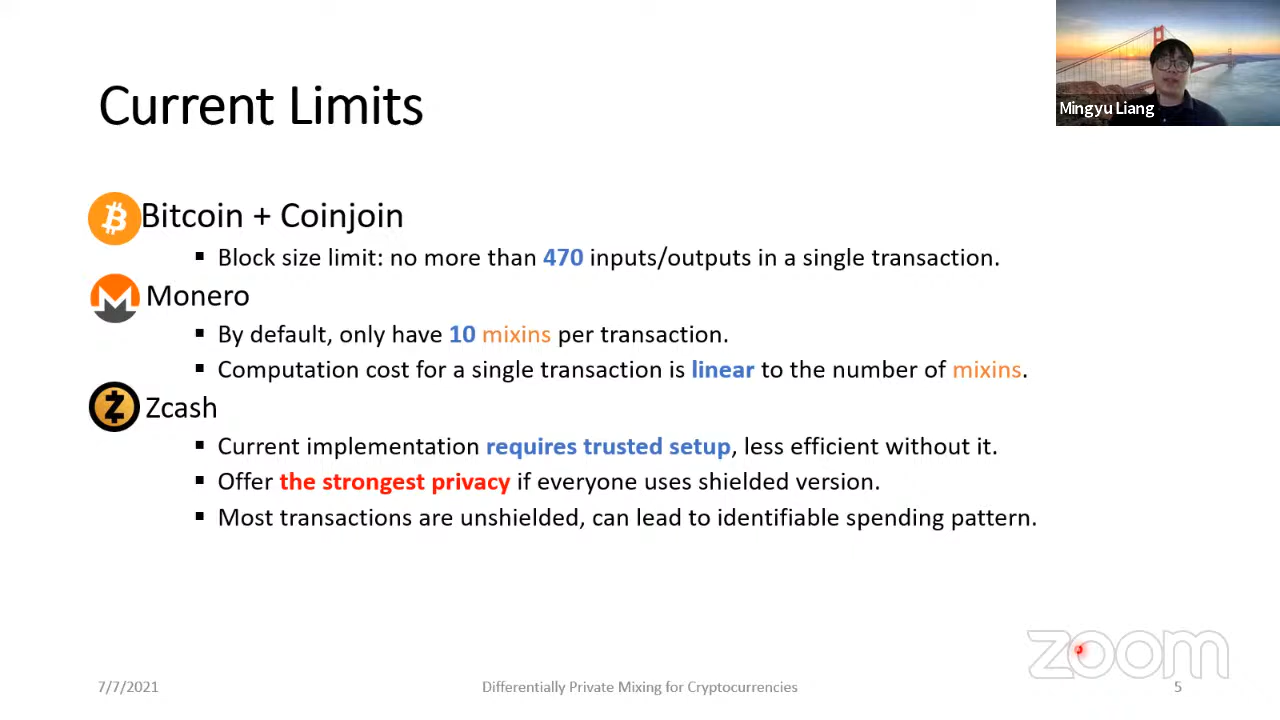 Mingyu Liang
Current Limits
Bitcoin + Coinjoin
▪ Block size limit: no more than 470 inputs/outputs in a single transaction.
Monero
▪ By default, only have 10 mixins per transaction.
▪ Computation cost for a single transaction is linear to the number of mixins.
Zcash
▪ Current implementation requires trusted setup, less efficient without it.
▪ Offer the strongest privacy if everyone uses shielded version.
▪ Most transactions are unshielded, can lead to identifiable spending pattern.
zoom
7/7/2021
Differentially Private Mixing for Cryptocurrencies
5